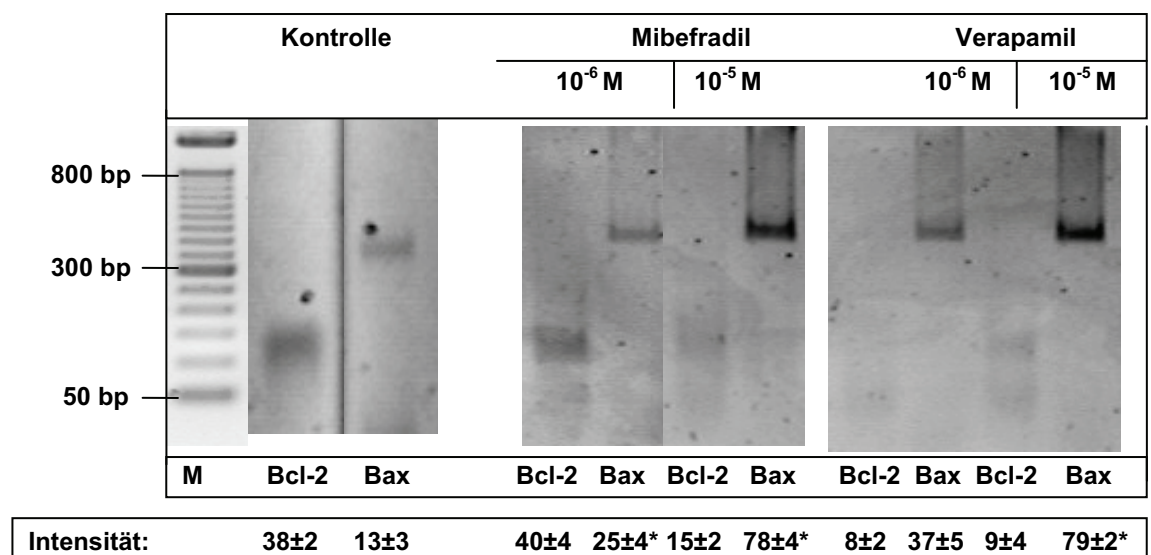 Kontrolle Mibefradil Verapamil
10⁻⁶ M 10⁻⁵ M 10⁻⁶ M 10⁻⁵ M
800 bp
300 bp
50 bp
M Bcl-2 Bax Bcl-2 Bax Bcl-2 Bax Bcl-2 Bax Bcl-2 Bax
Intensität: 38±2 13±3 40±4 25±4* 15±2 78±4* 8±2 37±5 9±4 79±2*